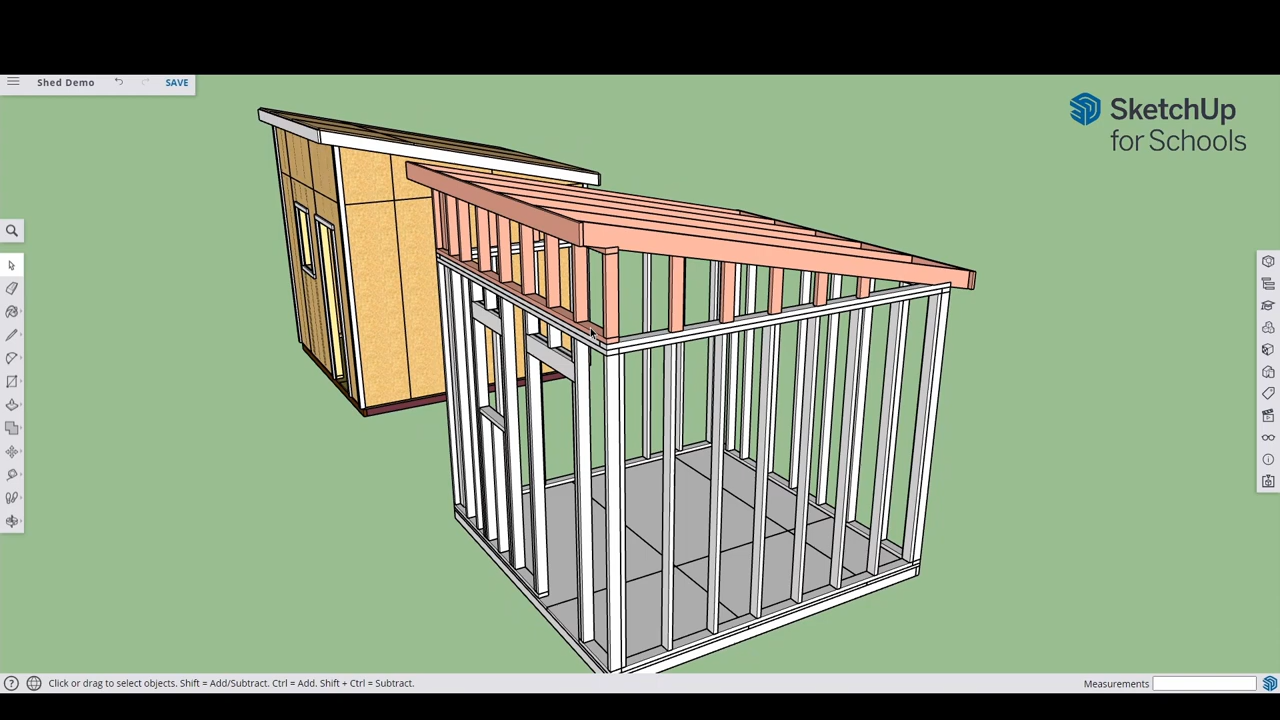 Shed Demo SAVE
SketchUp
for Schools
Click or drag to select objects. Shift = Add/Subtract. Ctrl = Add. Shift + Ctrl = Subtract.
Measurements